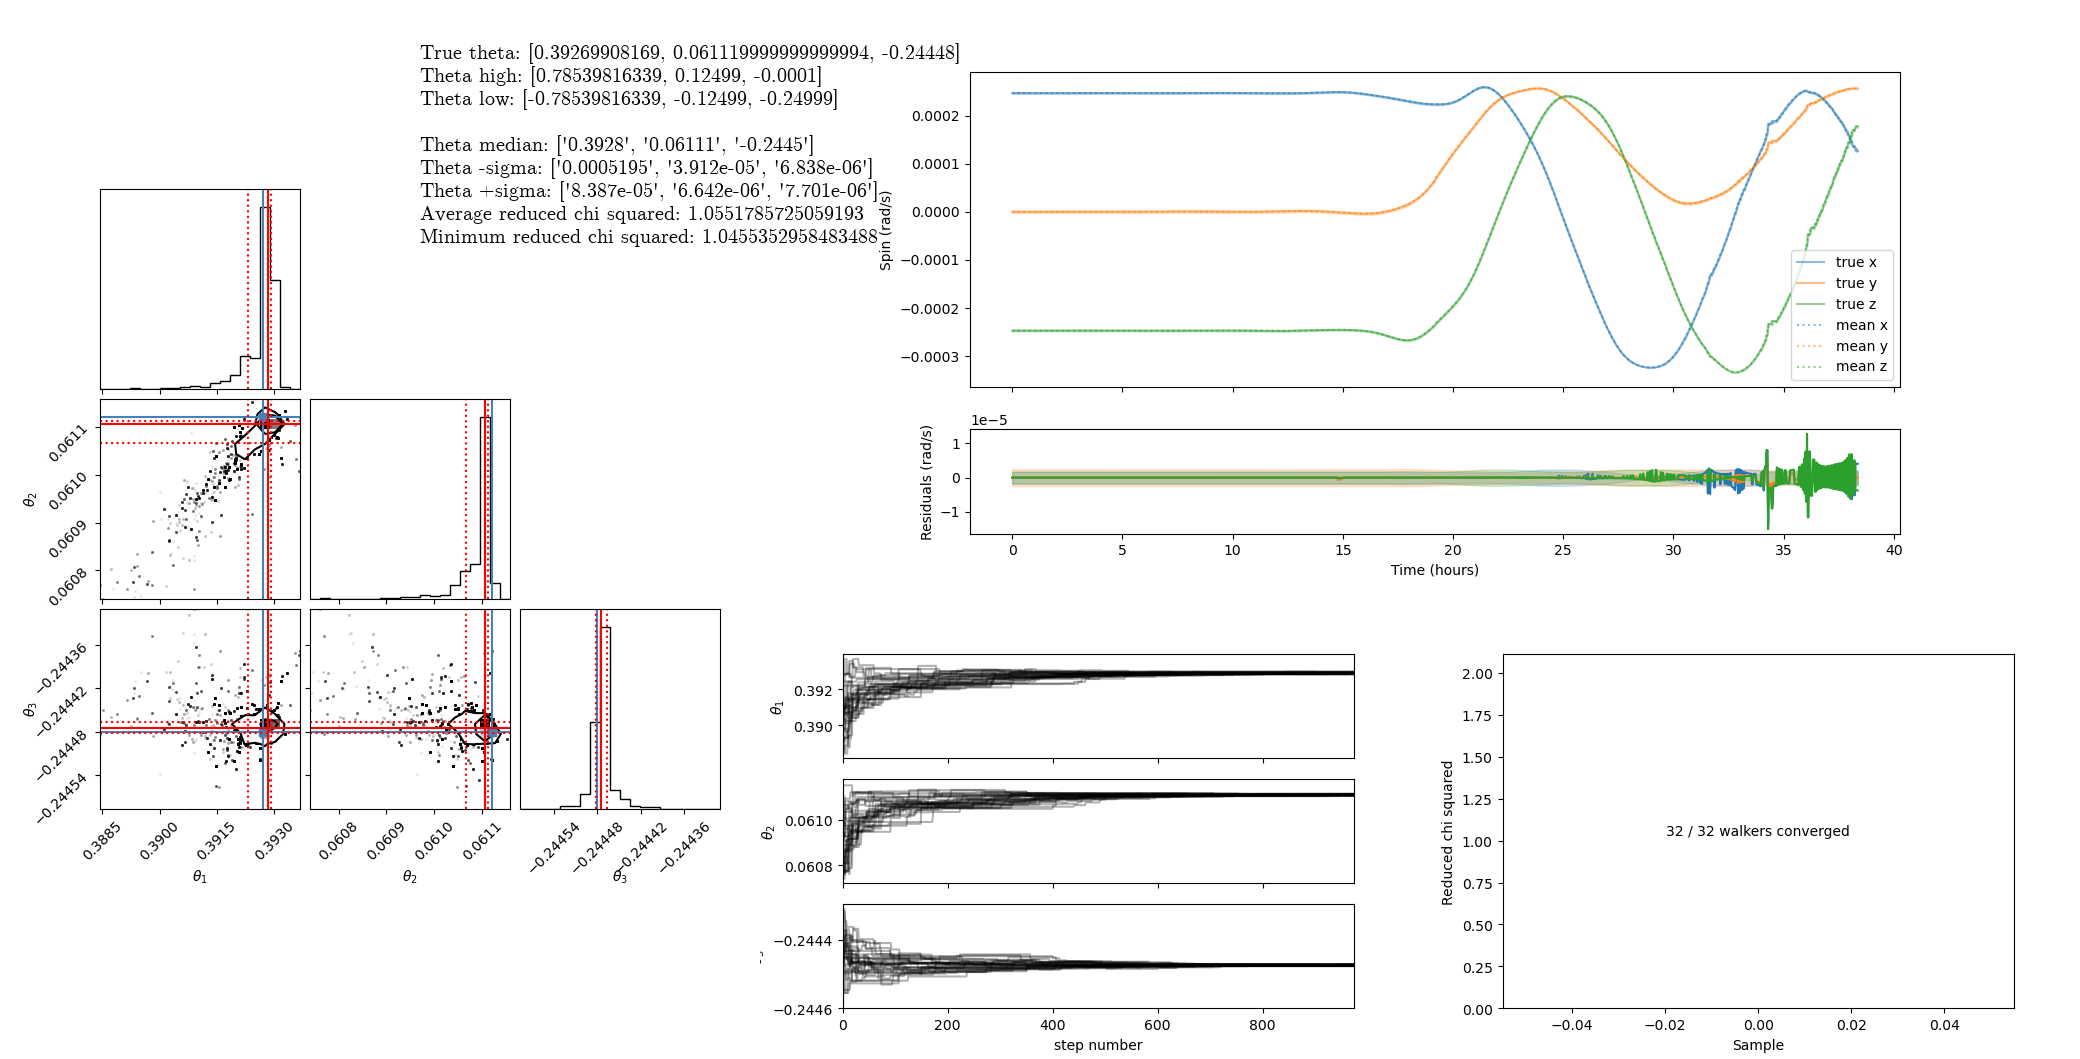 True theta: [0.39269908169, 0.061119999999999994, -0.24448]
Theta high: [0.78539816339, 0.12499, -0.0001]
Theta low: [-0.78539816339, -0.12499, -0.24999]
Theta median: ['0.3928', '0.06111', '-0.2445']
Theta -sigma: ['0.0005195', '3.912e-05', '6.838e-06']
Theta +sigma: ['8.387e-05', '6.642e-06', '7.701e-06']
Average reduced chi squared: 1.0551785725059193
Minimum reduced chi squared: 1.0455352958483488
Spin (rad/s)
0.0002
0.0001
0.0000
−0.0001
−0.0002
−0.0003
true x
true y
true z
mean x
mean y
mean z
1e−5
Residuals (rad/s)
1
0
−1
0 5 10 15 20 25 30 35 40
Time (hours)
θ2
0.0611
0.0610
0.0609
0.0608
θ3
−0.24436
−0.24442
−0.24448
−0.24454
0.3885 0.3900 0.3915 0.3930
θ1
0.0608 0.0609 0.0610 0.0611
θ2
−0.24454 −0.24448 −0.24442 −0.24436
θ3
θ1
0.392
0.390
θ2
0.0610
0.0608
−0.2444
−0.2446
0 200 400 600 800
step number
Reduced chi squared
2.00
1.75
1.50
1.25
1.00
0.75
0.50
0.25
0.00
32 / 32 walkers converged
−0.04 −0.02 0.00 0.02 0.04
Sample